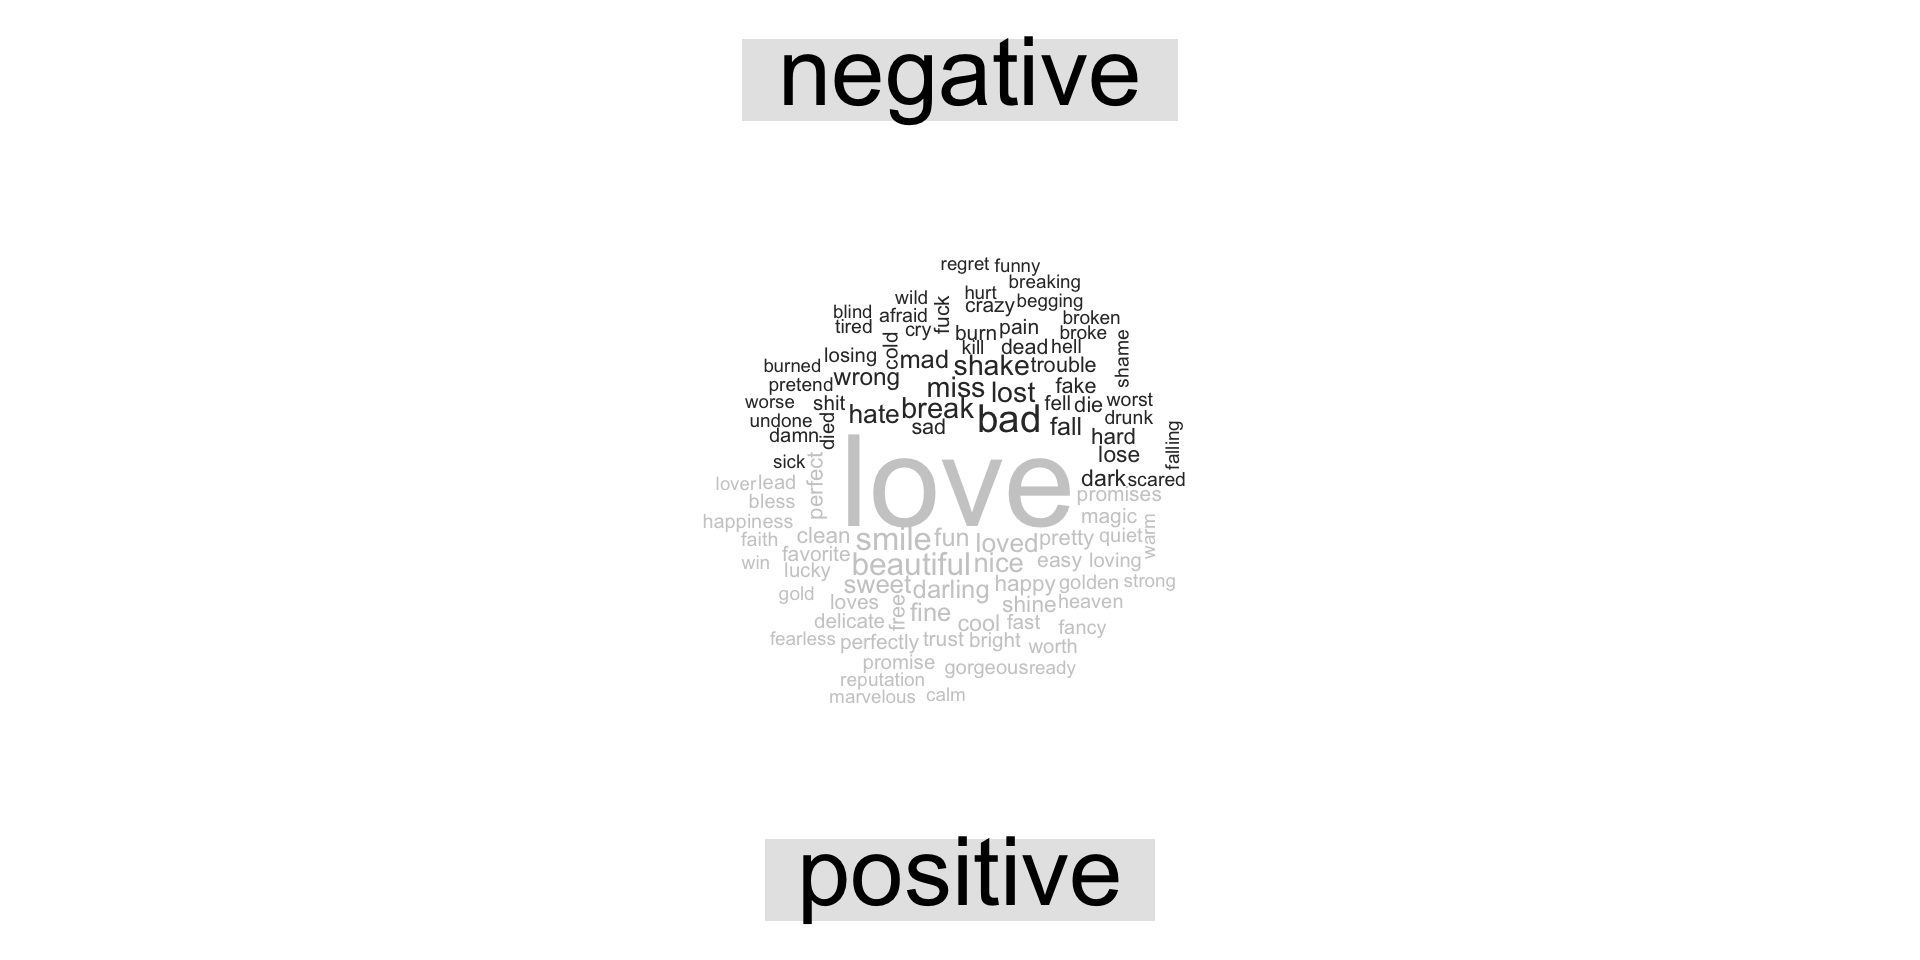 negative
regret funny
breaking
wild hurt
fuck crazy begging
blind afraid broken
tired cry burn pain broke
cold kill dead hell shame
losing mad shake trouble
burned wrong
pretend miss lost fake
worse shit hate break bad fell die worst
undone died sad fall drunk
damn hard falling
lose
sick
dark scared
love
perfect
lover lead
bless promises
happiness magic warm
faith clean smile fun loved pretty quiet
favorite
win lucky beautiful nice easy loving
sweet darling happy golden strong
gold loves free fine shine heaven
delicate cool fast fancy
fearless perfectly trust bright worth
promise gorgeous ready
reputation
marvelous calm
positive